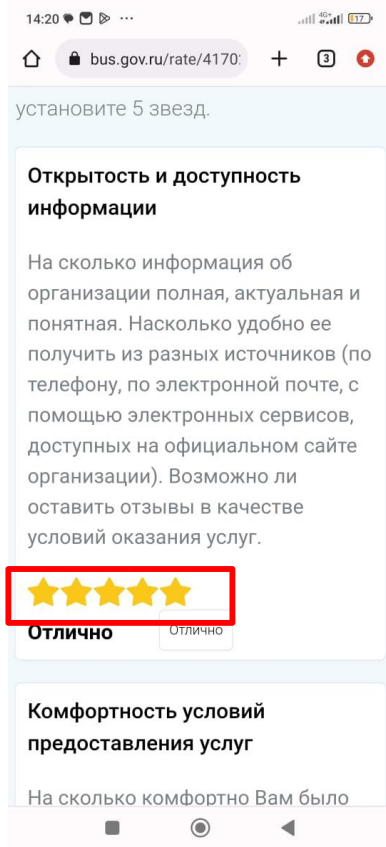 14:20
4G+
17
bus.gov.ru/rate/4170
3
установите 5 звезд.
Открытость и доступность
информации
На сколько информация об
организации полная, актуальная и
понятная. Насколько удобно ее
получить из разных источников (по
телефону, по электронной почте, с
помощью электронных сервисов,
доступных на официальном сайте
организации). Возможно ли
оставить отзывы в качестве
условий оказания услуг.
Отлично
Отлично
Комфортность условий
предоставления услуг
На сколько комфортно Вам было